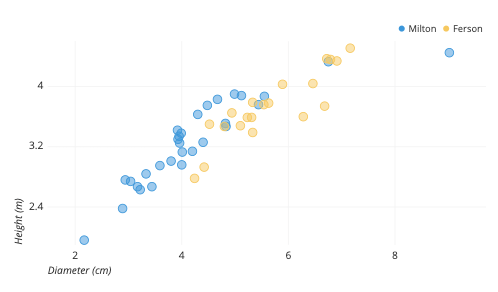 Milton Ferson
4
3.2
2.4
2 4 6 8
Height (m)
Diameter (cm)